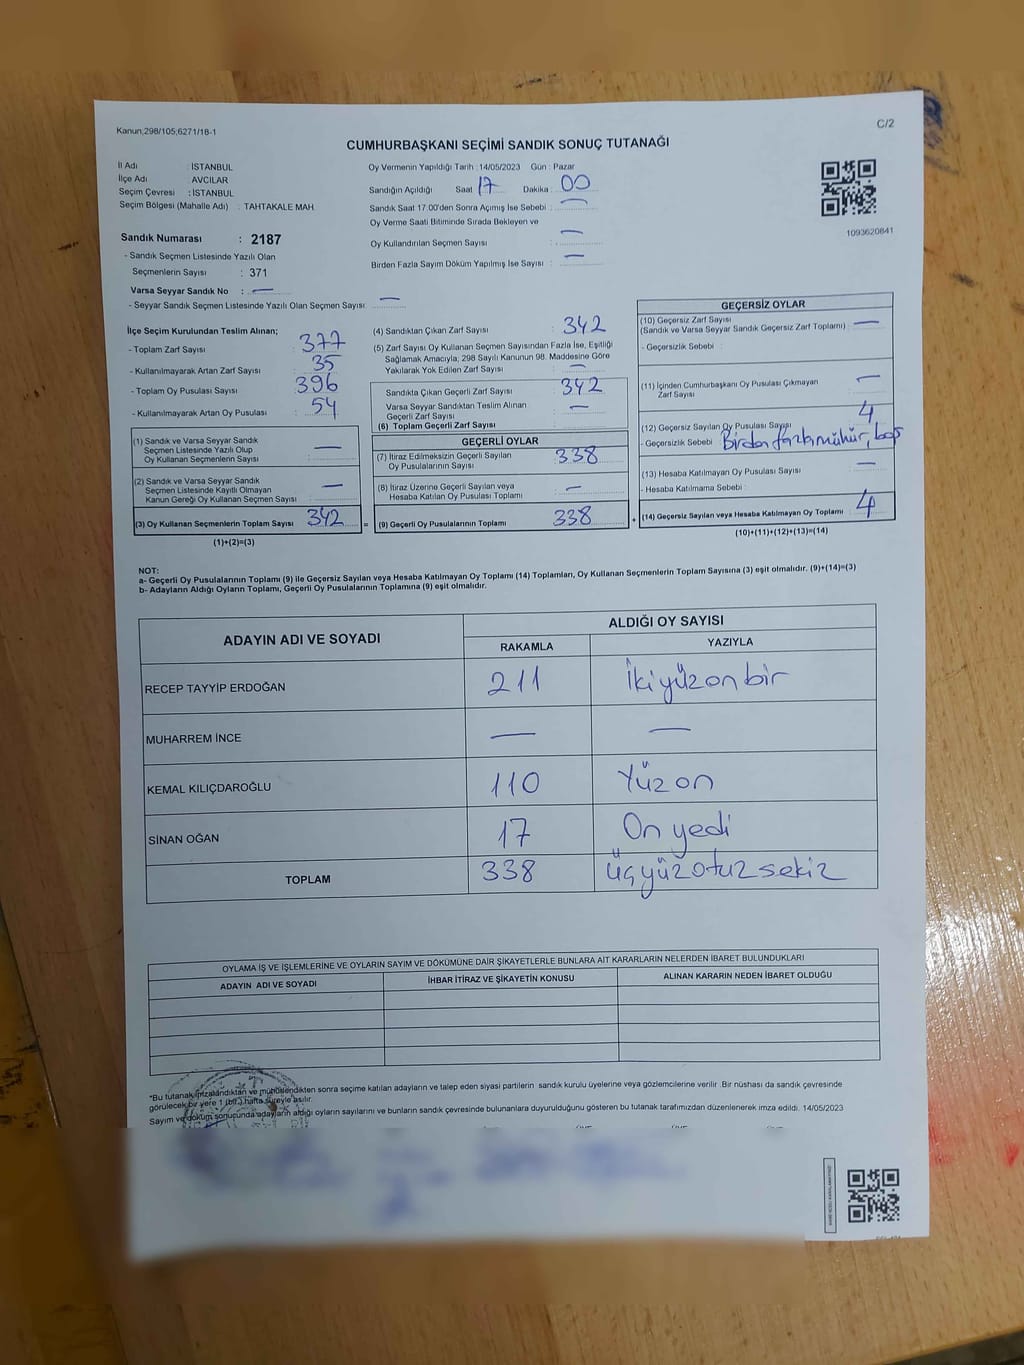 Kanun;298/105;6271/18-1
C/2
CUMHURBAŞKANI SEÇİMİ SANDIK SONUÇ TUTANAĞI
İl Adı : İSTANBUL
İlçe Adı : AVCILAR
Seçim Çevresi : İSTANBUL
Seçim Bölgesi (Mahalle Adı) : TAHTAKALE MAH.
Oy Vermenin Yapıldığı Tarih : 14/05/2023 Gün : Pazar
Sandığın Açıldığı Saat 17 Dakika : 00
Sandık Saat 17.00'den Sonra Açımış İse Sebebi : —
Oy Verme Saati Bitiminde Sırada Bekleyen ve
Oy Kullandırılan Seçmen Sayısı : —
Birden Fazla Sayım Döküm Yapılmış İse Sayısı : —
1093620841
Sandık Numarası : 2187
- Sandık Seçmen Listesinde Yazılı Olan
Seçmenlerin Sayısı : 371
Varsa Seyyar Sandık No : —
- Seyyar Sandık Seçmen Listesinde Yazılı Olan Seçmen Sayısı: —
İlçe Seçim Kurulundan Teslim Alınan;
- Toplam Zarf Sayısı : 377
- Kullanılmayarak Artan Zarf Sayısı : 35
- Toplam Oy Pusulası Sayısı : 396
- Kullanılmayarak Artan Oy Pusulası : 54
(1) Sandık ve Varsa Seyyar Sandık
Seçmen Listesinde Yazılı Olup
Oy Kullanan Seçmenlerin Sayısı —
(2) Sandık ve Varsa Seyyar Sandık
Seçmen Listesinde Kayıtlı Olmayan
Kanun Gereği Oy Kullanan Seçmen Sayısı —
(3) Oy Kullanan Seçmenlerin Toplam Sayısı 342 =
(1)+(2)=(3)
(4) Sandıktan Çıkan Zarf Sayısı : 342
(5) Zarf Sayısı Oy Kullanan Seçmen Sayısından Fazla İse, Eşitliği
Sağlamak Amacıyla; 298 Sayılı Kanunun 98. Maddesine Göre
Yakılarak Yok Edilen Zarf Sayısı : —
Sandıkta Çıkan Geçerli Zarf Sayısı : 342
Varsa Seyyar Sandıktan Teslim Alınan
Geçerli Zarf Sayısı : —
(6) Toplam Geçerli Zarf Sayısı
GEÇERLİ OYLAR
(7) İtiraz Edilmeksizin Geçerli Sayılan
Oy Pusulalarının Sayısı 338
(8) İtiraz Üzerine Geçerli Sayılan veya
Hesaba Katılan Oy Pusulası Toplamı —
(9) Geçerli Oy Pusulalarının Toplamı 338 +
GEÇERSİZ OYLAR
(10) Geçersiz Zarf Sayısı
(Sandık ve Varsa Seyyar Sandık Geçersiz Zarf Toplamı) : —
- Geçersizlik Sebebi :
(11) İçinden Cumhurbaşkanı Oy Pusulası Çıkmayan
Zarf Sayısı —
(12) Geçersiz Sayılan Oy Pusulası Sayısı 4
- Geçersizlik Sebebi : Birden fazla mühür, boş
(13) Hesaba Katılmayan Oy Pusulası Sayısı —
- Hesaba Katılmama Sebebi :
(14) Geçersiz Sayılan veya Hesaba Katılmayan Oy Toplamı 4
(10)+(11)+(12)+(13)=(14)
NOT:
a- Geçerli Oy Pusulalarının Toplamı (9) ile Geçersiz Sayılan veya Hesaba Katılmayan Oy Toplamı (14) Toplamları, Oy Kullanan Seçmenlerin Toplam Sayısına (3) eşit olmalıdır. (9)+(14)=(3)
b- Adayların Aldığı Oyların Toplamı, Geçerli Oy Pusulalarının Toplamına (9) eşit olmalıdır.
ADAYIN ADI VE SOYADI
ALDIĞI OY SAYISI
RAKAMLA YAZIYLA
RECEP TAYYİP ERDOĞAN 211 İkiyüzonbir
MUHARREM İNCE — —
KEMAL KILIÇDAROĞLU 110 Yüzon
SİNAN OĞAN 17 On yedi
TOPLAM 338 üçyüzotuzsekiz
OYLAMA İŞ VE İŞLEMLERİNE VE OYLARIN SAYIM VE DÖKÜMÜNE DAİR ŞİKAYETLERLE BUNLARA AİT KARARLARIN NELERDEN İBARET BULUNDUKLARI
ADAYIN ADI VE SOYADI İHBAR İTİRAZ VE ŞİKAYETİN KONUSU ALINAN KARARIN NEDEN İBARET OLDUĞU
*Bu tutanak imzalandıktan ve mühürlendikten sonra seçime katılan adayların ve talep eden siyasi partilerin sandık kurulu üyelerine veya gözlemcilerine verilir. Bir nüshası da sandık çevresinde
görülecek bir yere 1 (bir) hafta süreyle asılır.
Sayım ve döküm sonucunda adayların aldığı oyların sayılarını ve bunların sandık çevresinde bulunanlara duyurulduğunu gösteren bu tutanak tarafımızdan düzenlenerek imza edildi. 14/05/2023